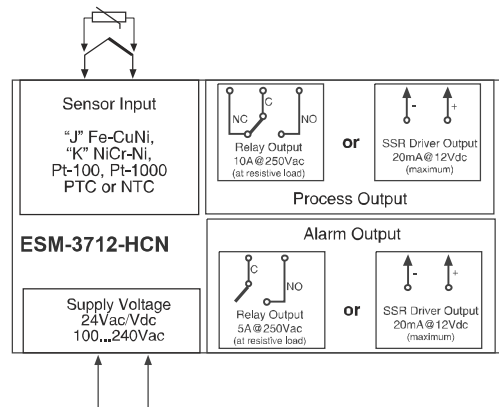 Sensor Input
“J” Fe-CuNi,
“K” NiCr-Ni,
Pt-100, Pt-1000
PTC or NTC
ESM-3712-HCN
Supply Voltage
24Vac/Vdc
100...240Vac
NC
C
NO
Relay Output
10A@250Vac
(at resistive load)
or
-
+
SSR Driver Output
20mA@12Vdc
(maximum)
Process Output
Alarm Output
C
NO
Relay Output
5A@250Vac
(at resistive load)
or
-
+
SSR Driver Output
20mA@12Vdc
(maximum)